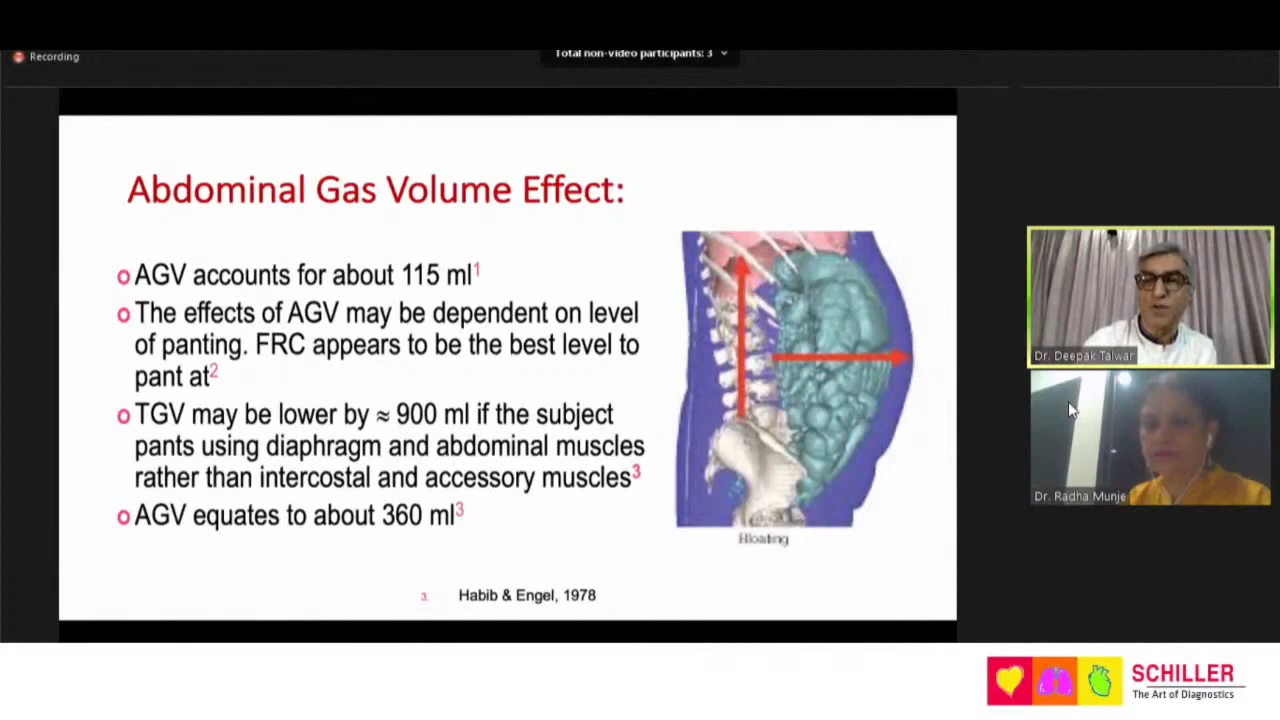 Recording
Total non-video participants: 3
Abdominal Gas Volume Effect:
o AGV accounts for about 115 ml1
o The effects of AGV may be dependent on level
of panting. FRC appears to be the best level to
pant at2
o TGV may be lower by ≈ 900 ml if the subject
pants using diaphragm and abdominal muscles
rather than intercostal and accessory muscles3
o AGV equates to about 360 ml3
Bloating
3. Habib & Engel, 1978
Dr. Deepak Talwar
Dr. Radha Munje
SCHILLER
The Art of Diagnostics